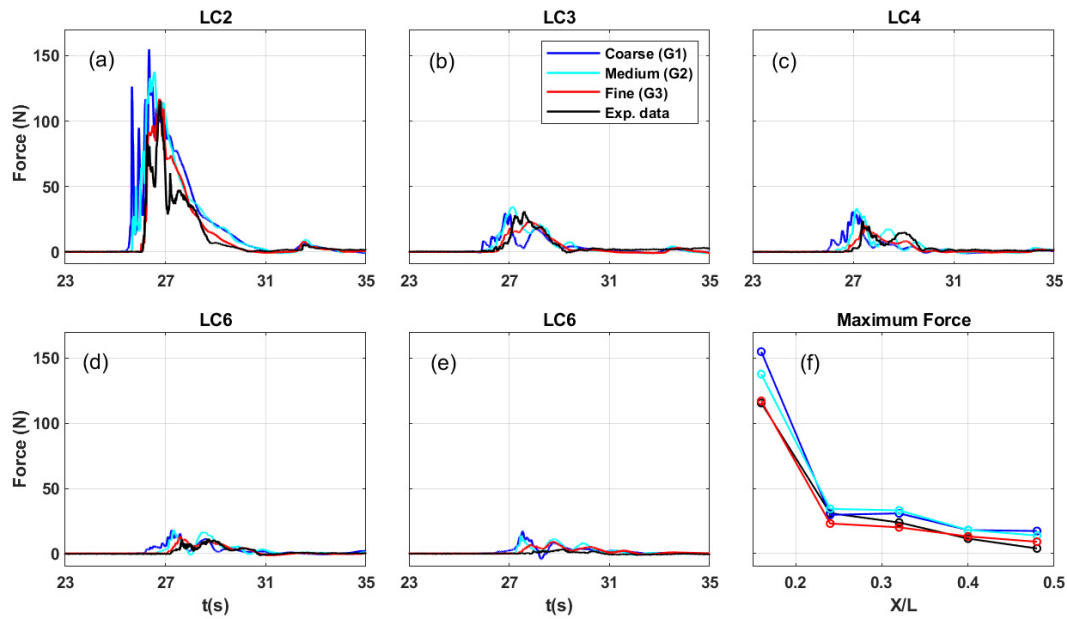 LC2
LC3
LC4
(a)
(b)
(c)
Coarse (G1)
Medium (G2)
Fine (G3)
Exp. data
Force (N)
150
100
50
0
23 27 31 35
23 27 31 35
23 27 31 35
LC6
LC6
Maximum Force
(d)
(e)
(f)
Force (N)
150
100
50
0
23 27 31 35
23 27 31 35
0.2 0.3 0.4 0.5
t(s)
t(s)
X/L